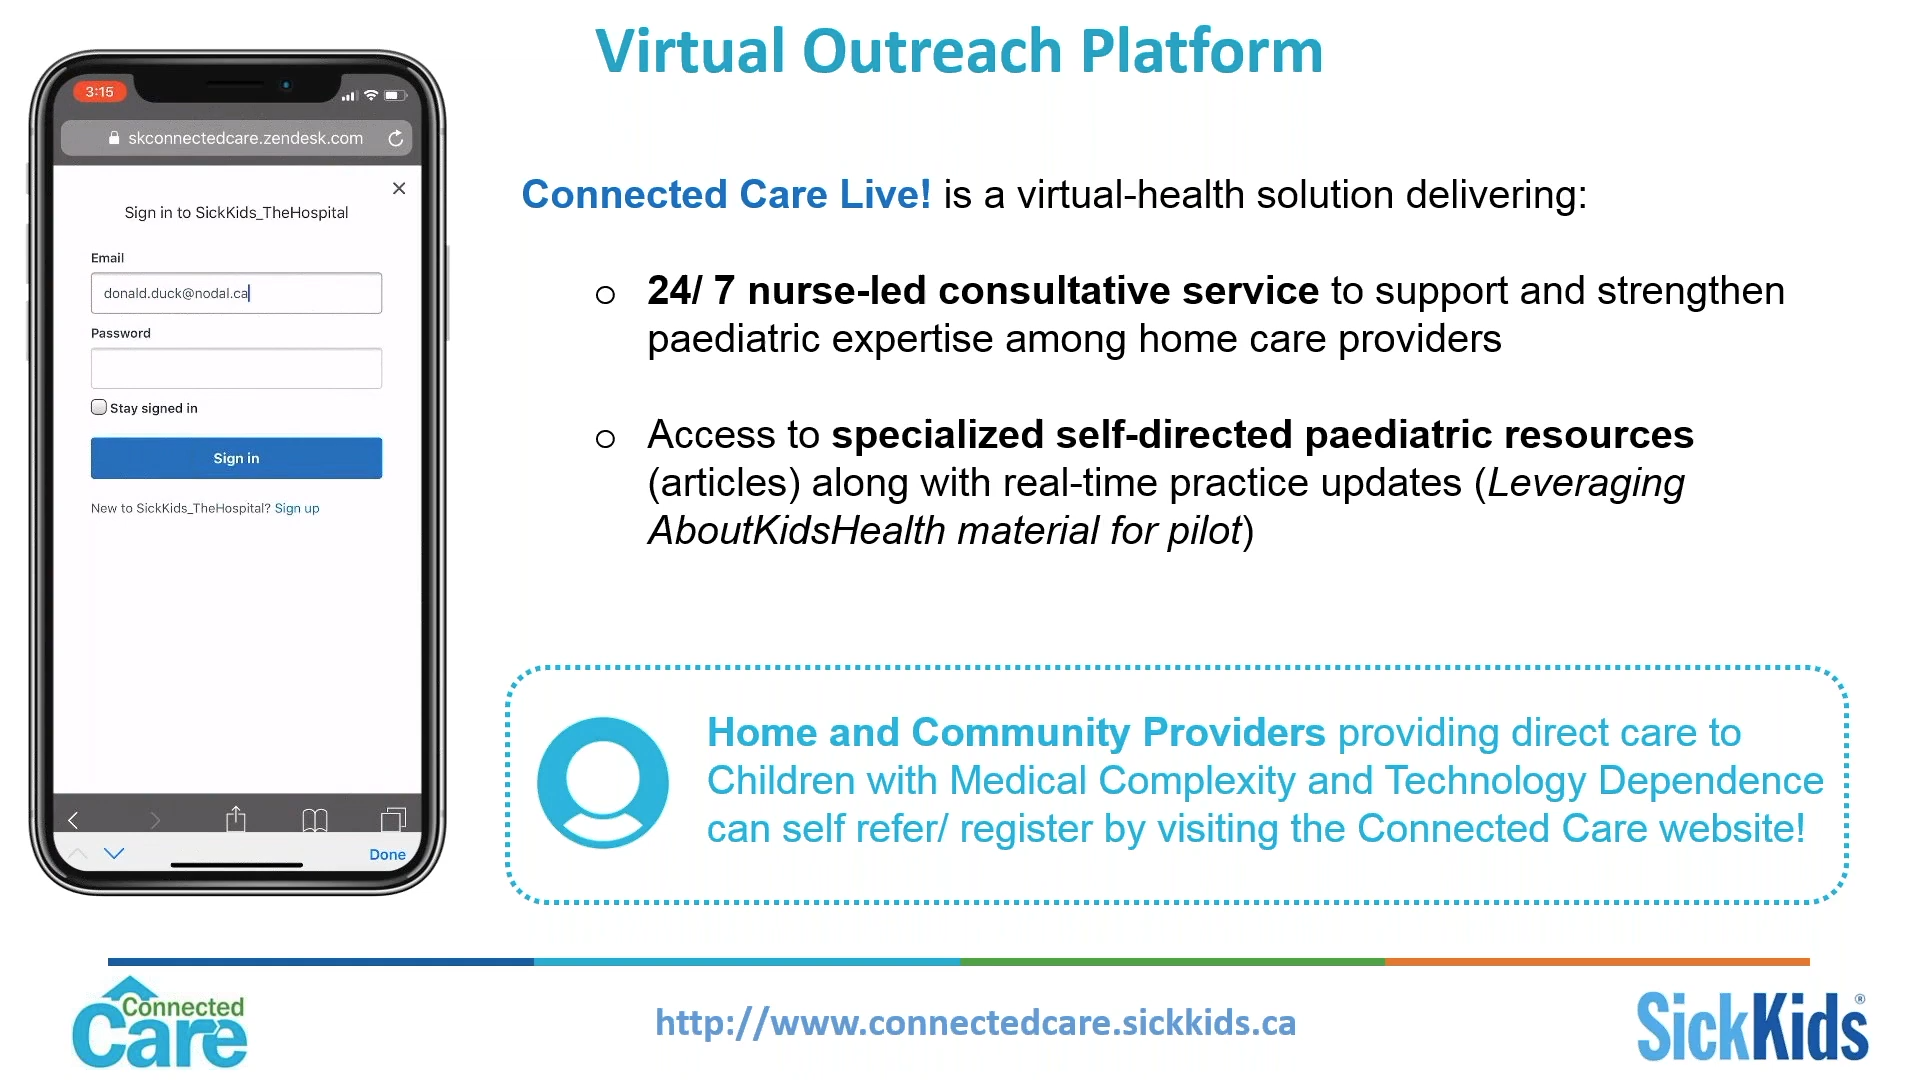 Virtual Outreach Platform
3:15
skconnectedcare.zendesk.com
Sign in to SickKids_TheHospital
Email
donald.duck@nodal.ca
Password
Stay signed in
Sign in
New to SickKids_TheHospital? Sign up
Done
Connected Care Live! is a virtual-health solution delivering:
24/ 7 nurse-led consultative service to support and strengthen
paediatric expertise among home care providers
Access to specialized self-directed paediatric resources
(articles) along with real-time practice updates (Leveraging
AboutKidsHealth material for pilot)
Home and Community Providers providing direct care to
Children with Medical Complexity and Technology Dependence
can self refer/ register by visiting the Connected Care website!
Connected
Care
http://www.connectedcare.sickkids.ca
SickKids®